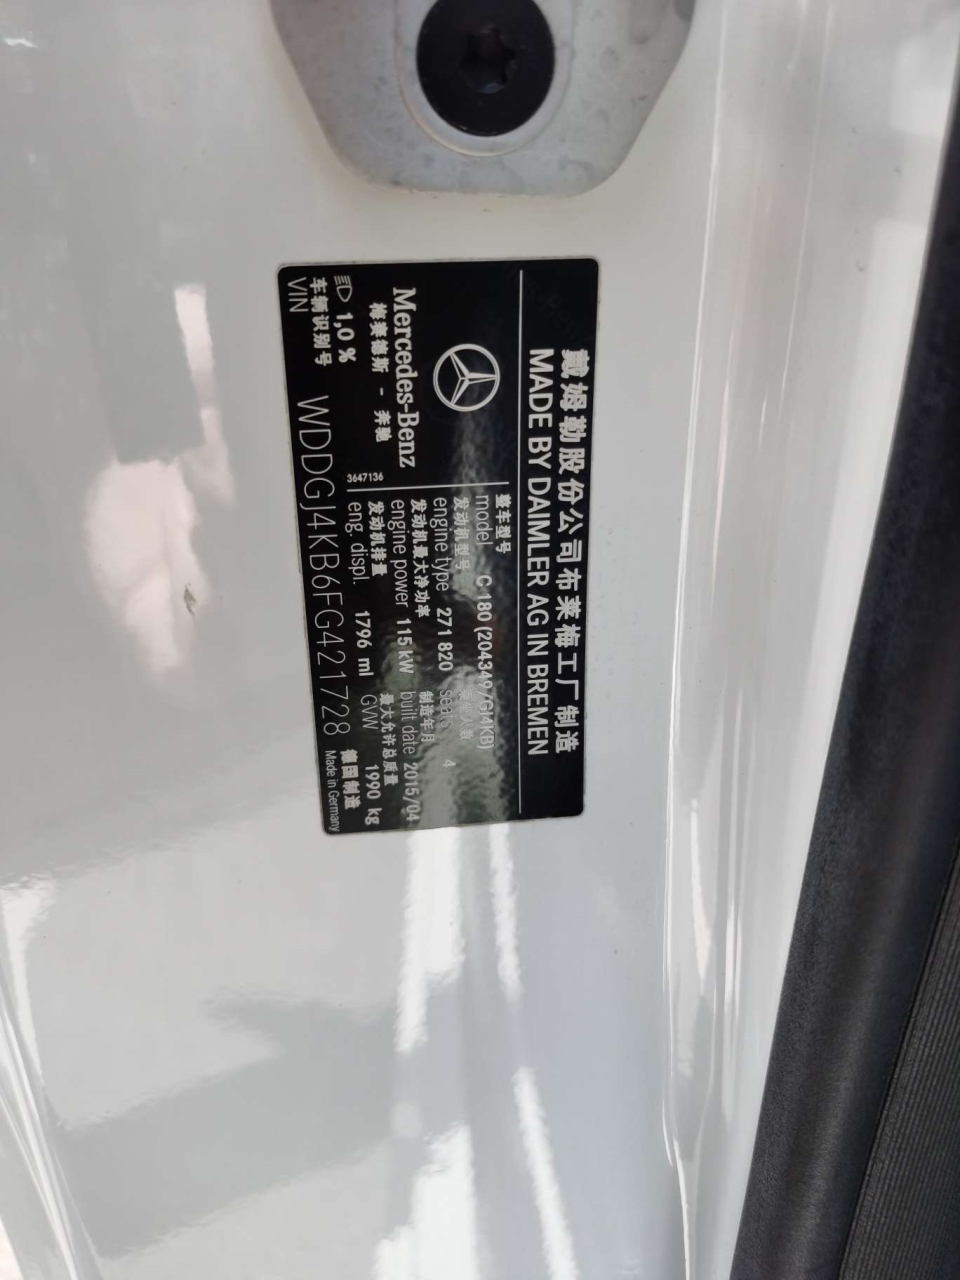 戴姆勒股份公司布莱梅工厂制造
MADE BY DAIMLER AG IN BREMEN
Mercedes-Benz
梅赛德斯 - 奔驰
1,0 %
3647136
整车型号
model C 180 (204349/GJ4KB)
发动机型号 乘坐人数
engine type 271 820 seats 4
发动机最大净功率 制造年月
engine power 115 kW built date 2015/04
发动机排量 最大允许总质量
eng. displ. 1796 ml GVW 1990 kg
车辆识别号 德国制造
VIN WDDGJ4KB6FG421728 Made in Germany